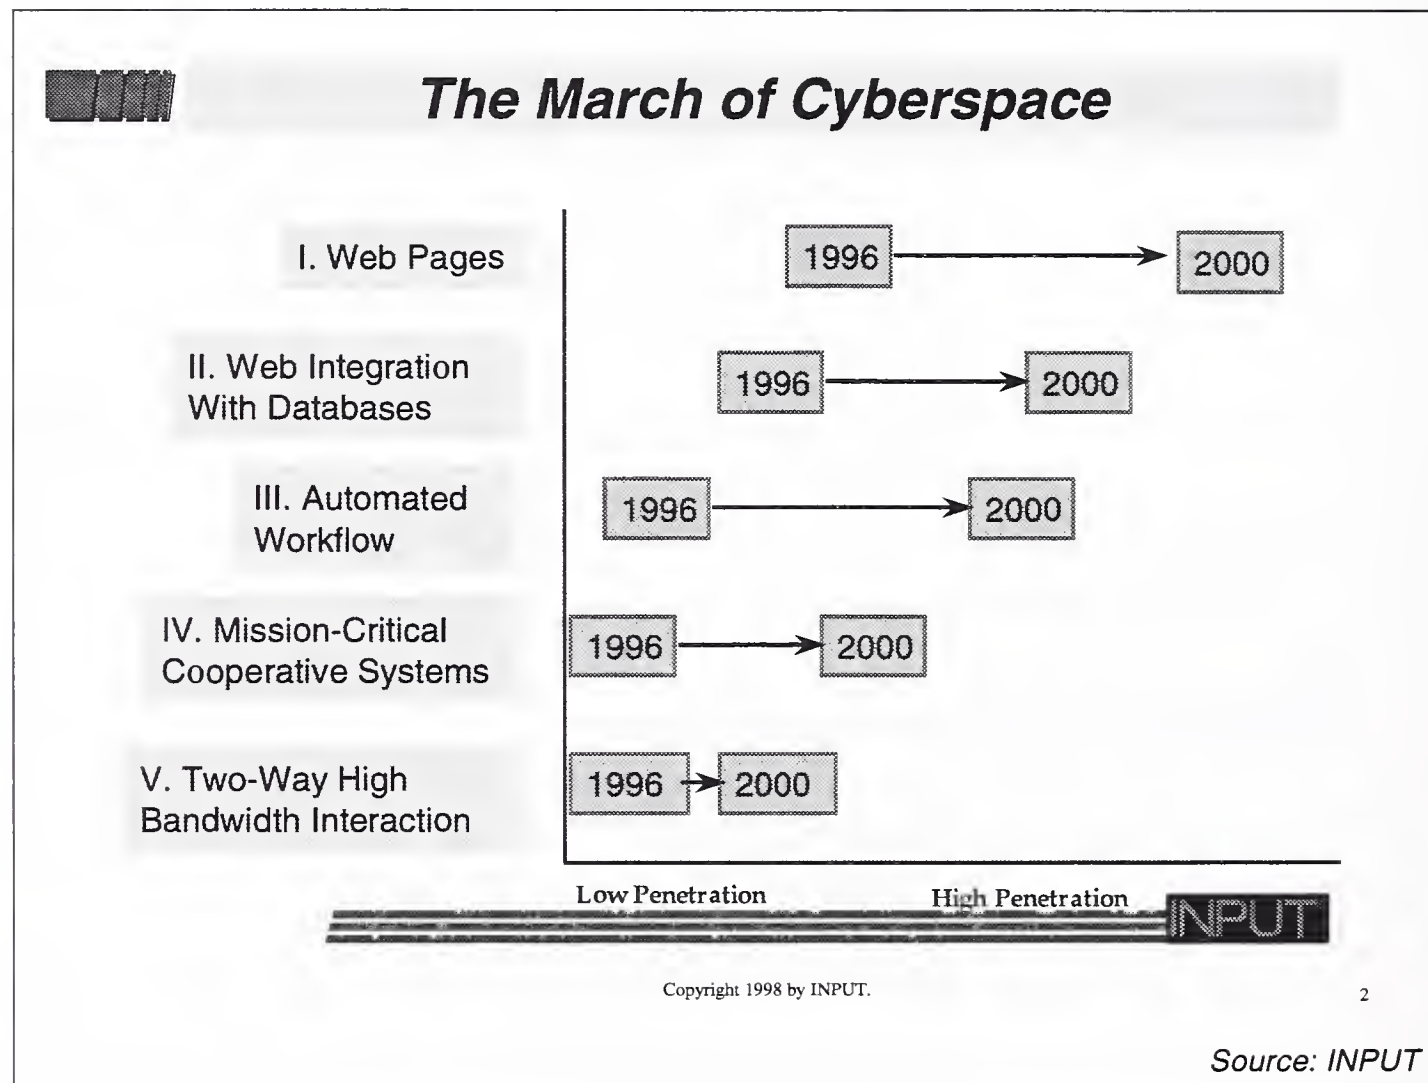 The March of Cyberspace
I. Web Pages
1996
2000
II. Web Integration
With Databases
1996
2000
III. Automated
Workflow
1996
2000
IV. Mission-Critical
Cooperative Systems
1996
2000
V. Two-Way High
Bandwidth Interaction
1996
2000
Low Penetration
High Penetration
INPUT
Copyright 1998 by INPUT.
2
Source: INPUT